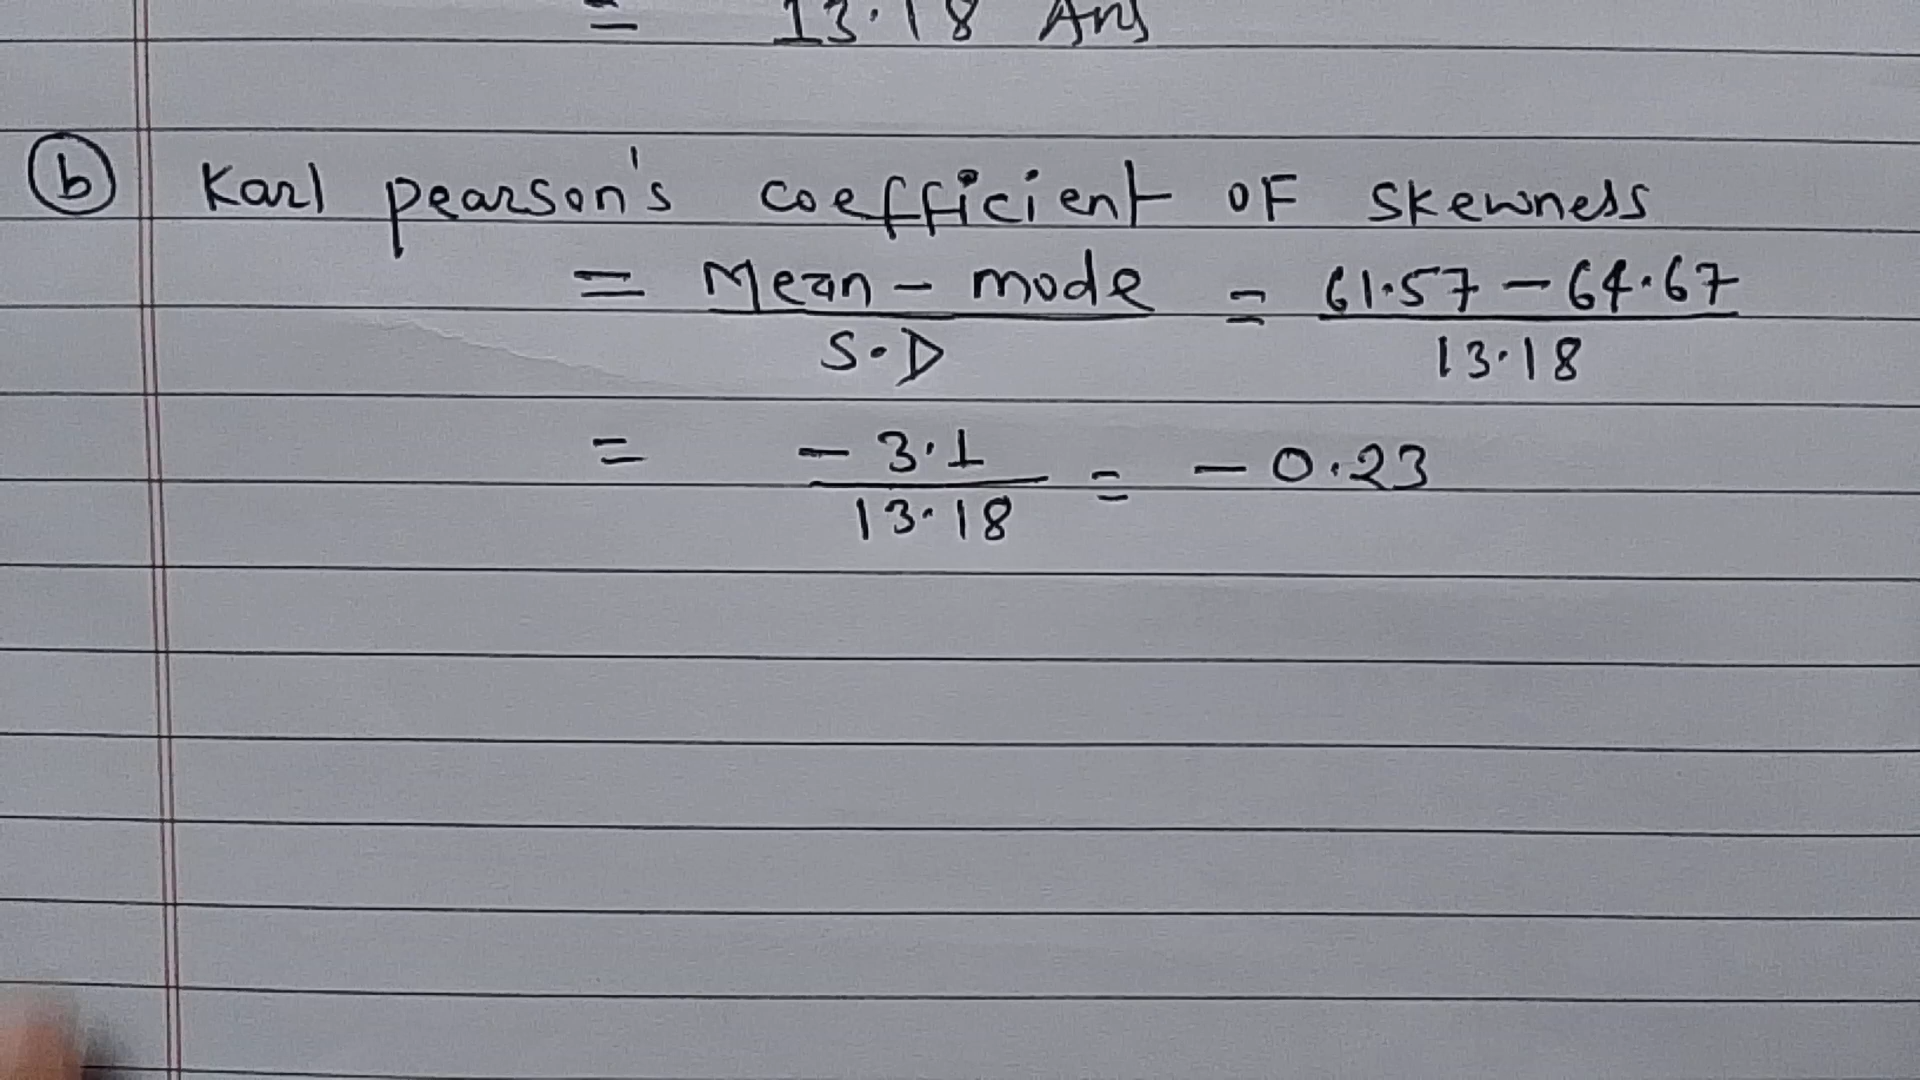 = 13.18 Ans
(b) Karl pearson's coefficient OF skewness
= Mean - mode / S.D = 61.57 - 64.67 / 13.18
= - 3.1 / 13.18 = - 0.23